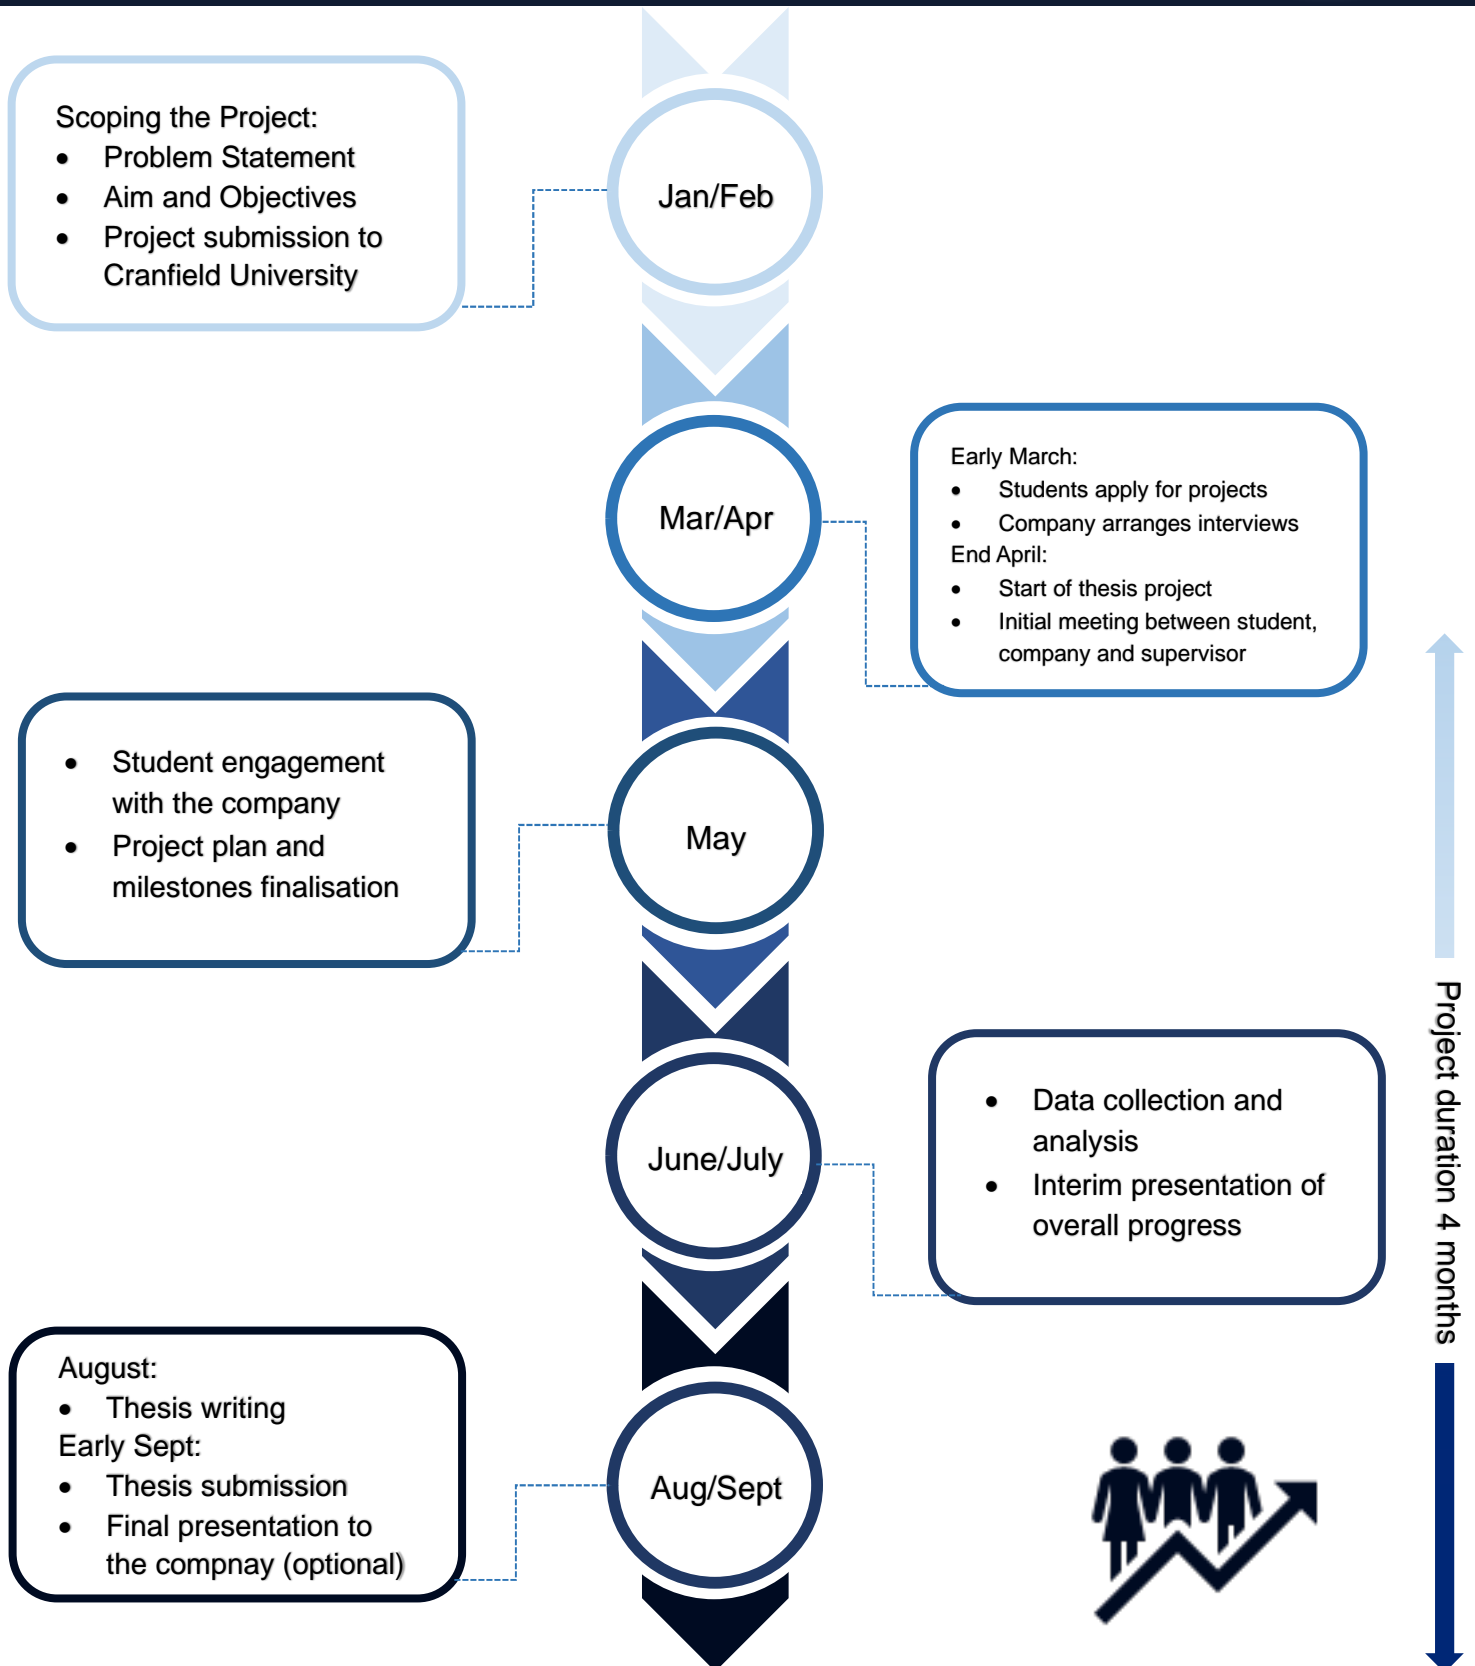 Scoping the Project:
• Problem Statement
• Aim and Objectives
• Project submission to
Cranfield University
Jan/Feb
Mar/Apr
Early March:
• Students apply for projects
• Company arranges interviews
End April:
• Start of thesis project
• Initial meeting between student,
company and supervisor
• Student engagement
with the company
• Project plan and
milestones finalisation
May
June/July
• Data collection and
analysis
• Interim presentation of
overall progress
Project duration 4 months
August:
• Thesis writing
Early Sept:
• Thesis submission
• Final presentation to
the compnay (optional)
Aug/Sept